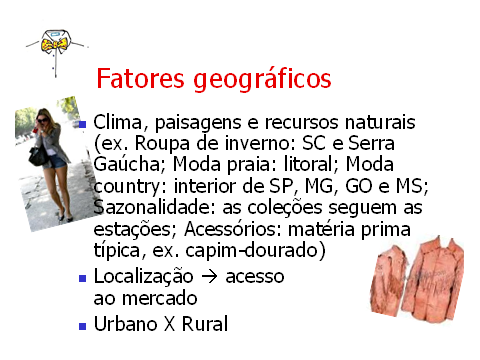 Fatores geográficos
Clima, paisagens e recursos naturais
(ex. Roupa de inverno: SC e Serra
Gaúcha; Moda praia: litoral; Moda
country: interior de SP, MG, GO e MS;
Sazonalidade: as coleções seguem as
estações; Acessórios: matéria prima
típica, ex. capim-dourado)
Localização → acesso
ao mercado
Urbano X Rural